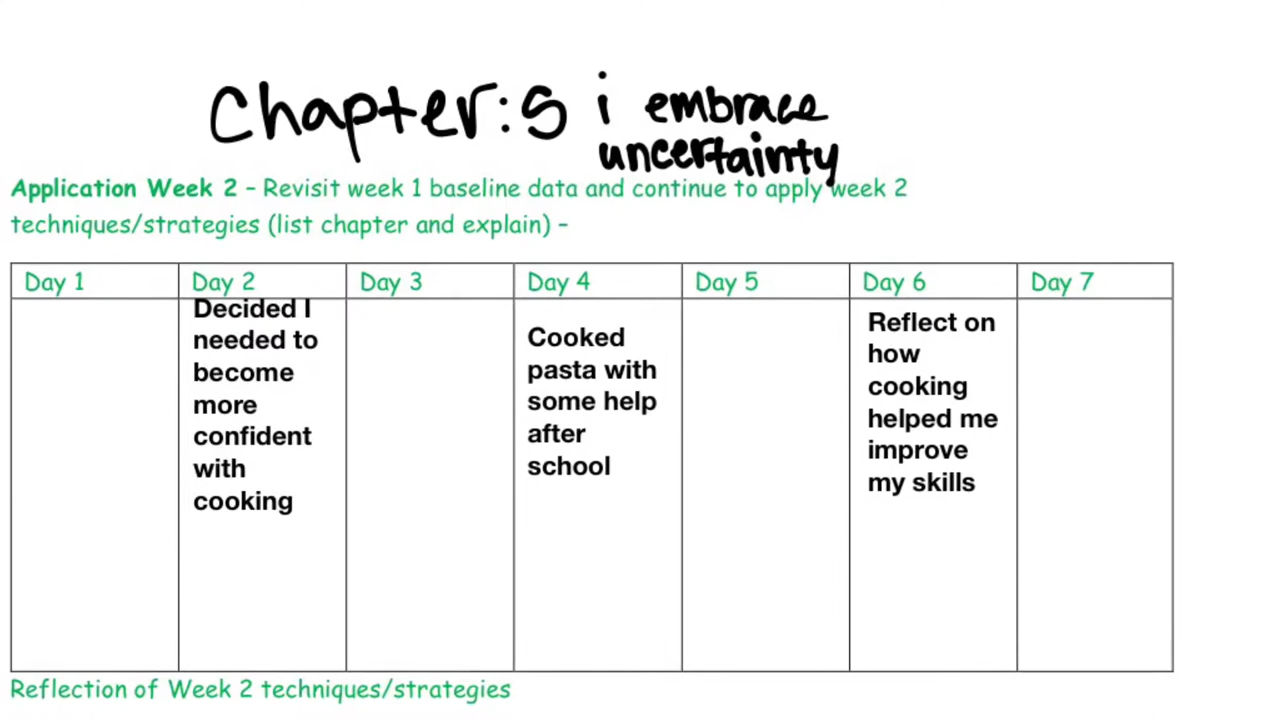 Chapter: 5 i embrace
uncertainty
Application Week 2 – Revisit week 1 baseline data and continue to apply week 2
techniques/strategies (list chapter and explain) –
Day 1 Day 2 Day 3 Day 4 Day 5 Day 6 Day 7
Decided I
needed to
become
more
confident
with
cooking
Cooked
pasta with
some help
after
school
Reflect on
how
cooking
helped me
improve
my skills
Reflection of Week 2 techniques/strategies